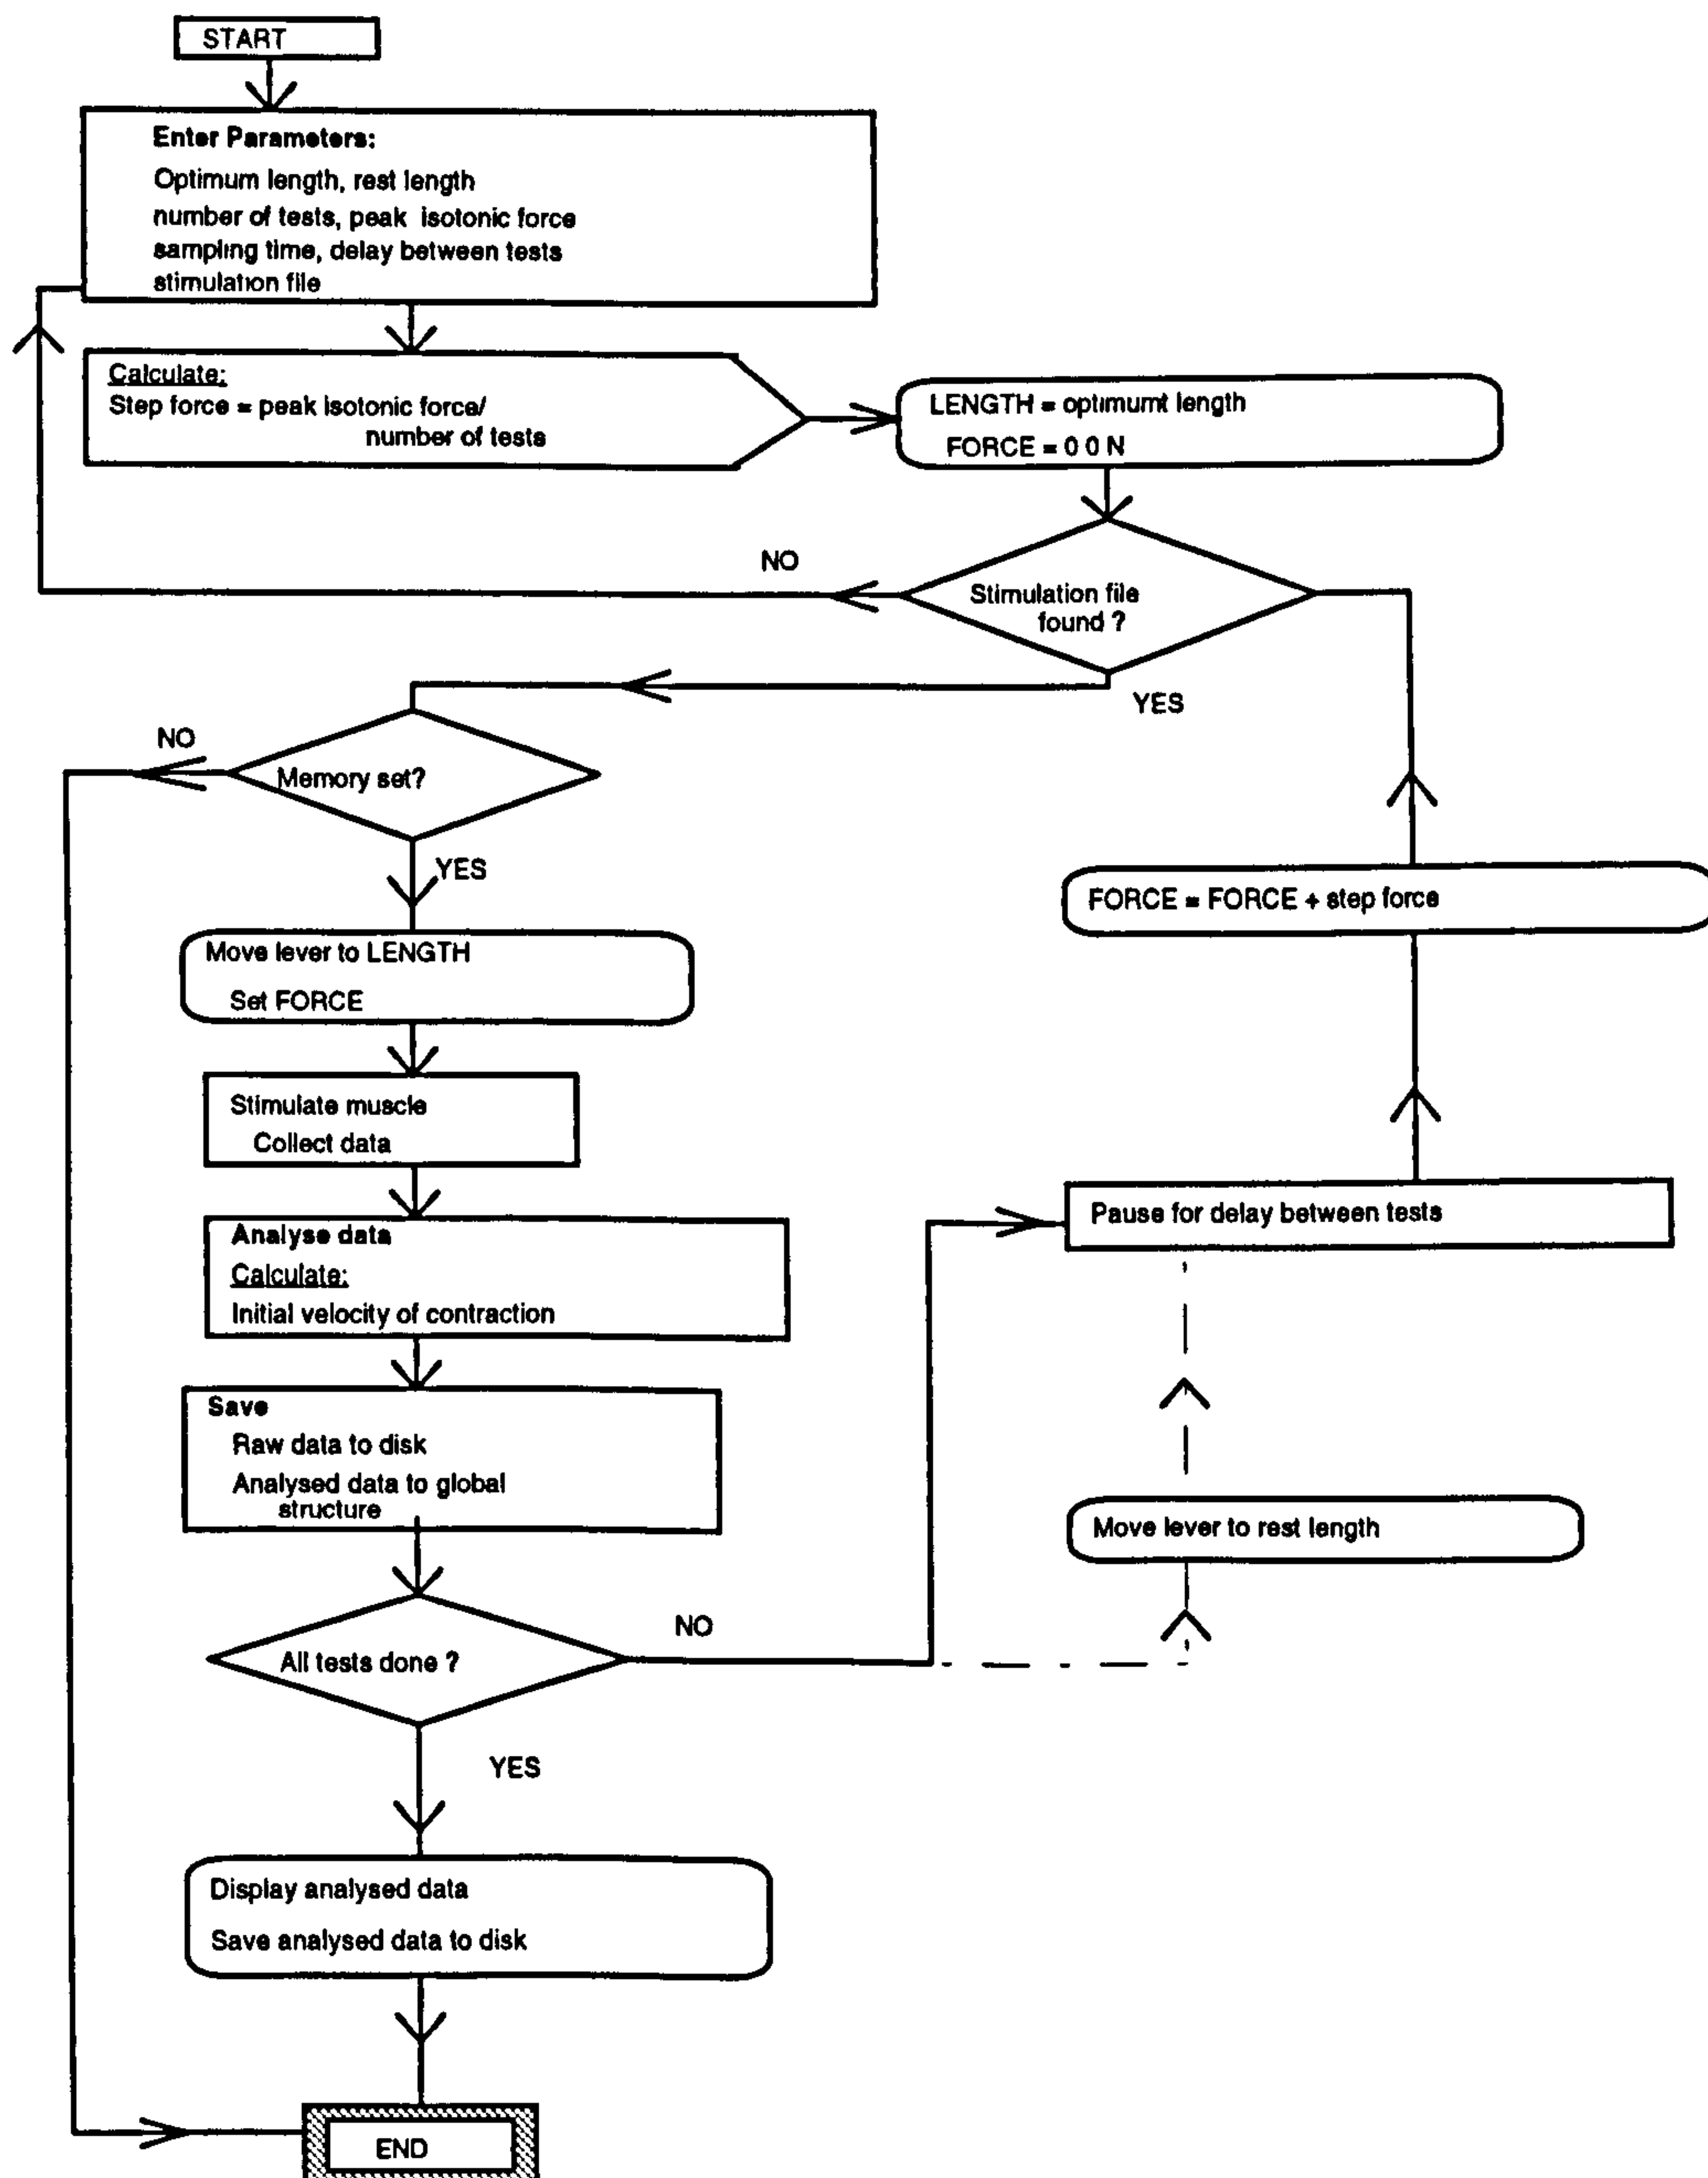 START
Enter Parameters:
Optimum length, rest length
number of tests, peak isotonic force
sampling time, delay between tests
stimulation file
Calculate:
Step force = peak isotonic force/
number of tests
LENGTH = optimumt length
FORCE = 0 0 N
NO
Stimulation file
found ?
YES
NO
Memory set?
YES
FORCE = FORCE + step force
Move lever to LENGTH
Set FORCE
Stimulate muscle
Collect data
Pause for delay between tests
Analyse data
Calculate:
Initial velocity of contraction
Save
Raw data to disk
Analysed data to global
structure
Move lever to rest length
NO
All tests done ?
YES
Display analysed data
Save analysed data to disk
END